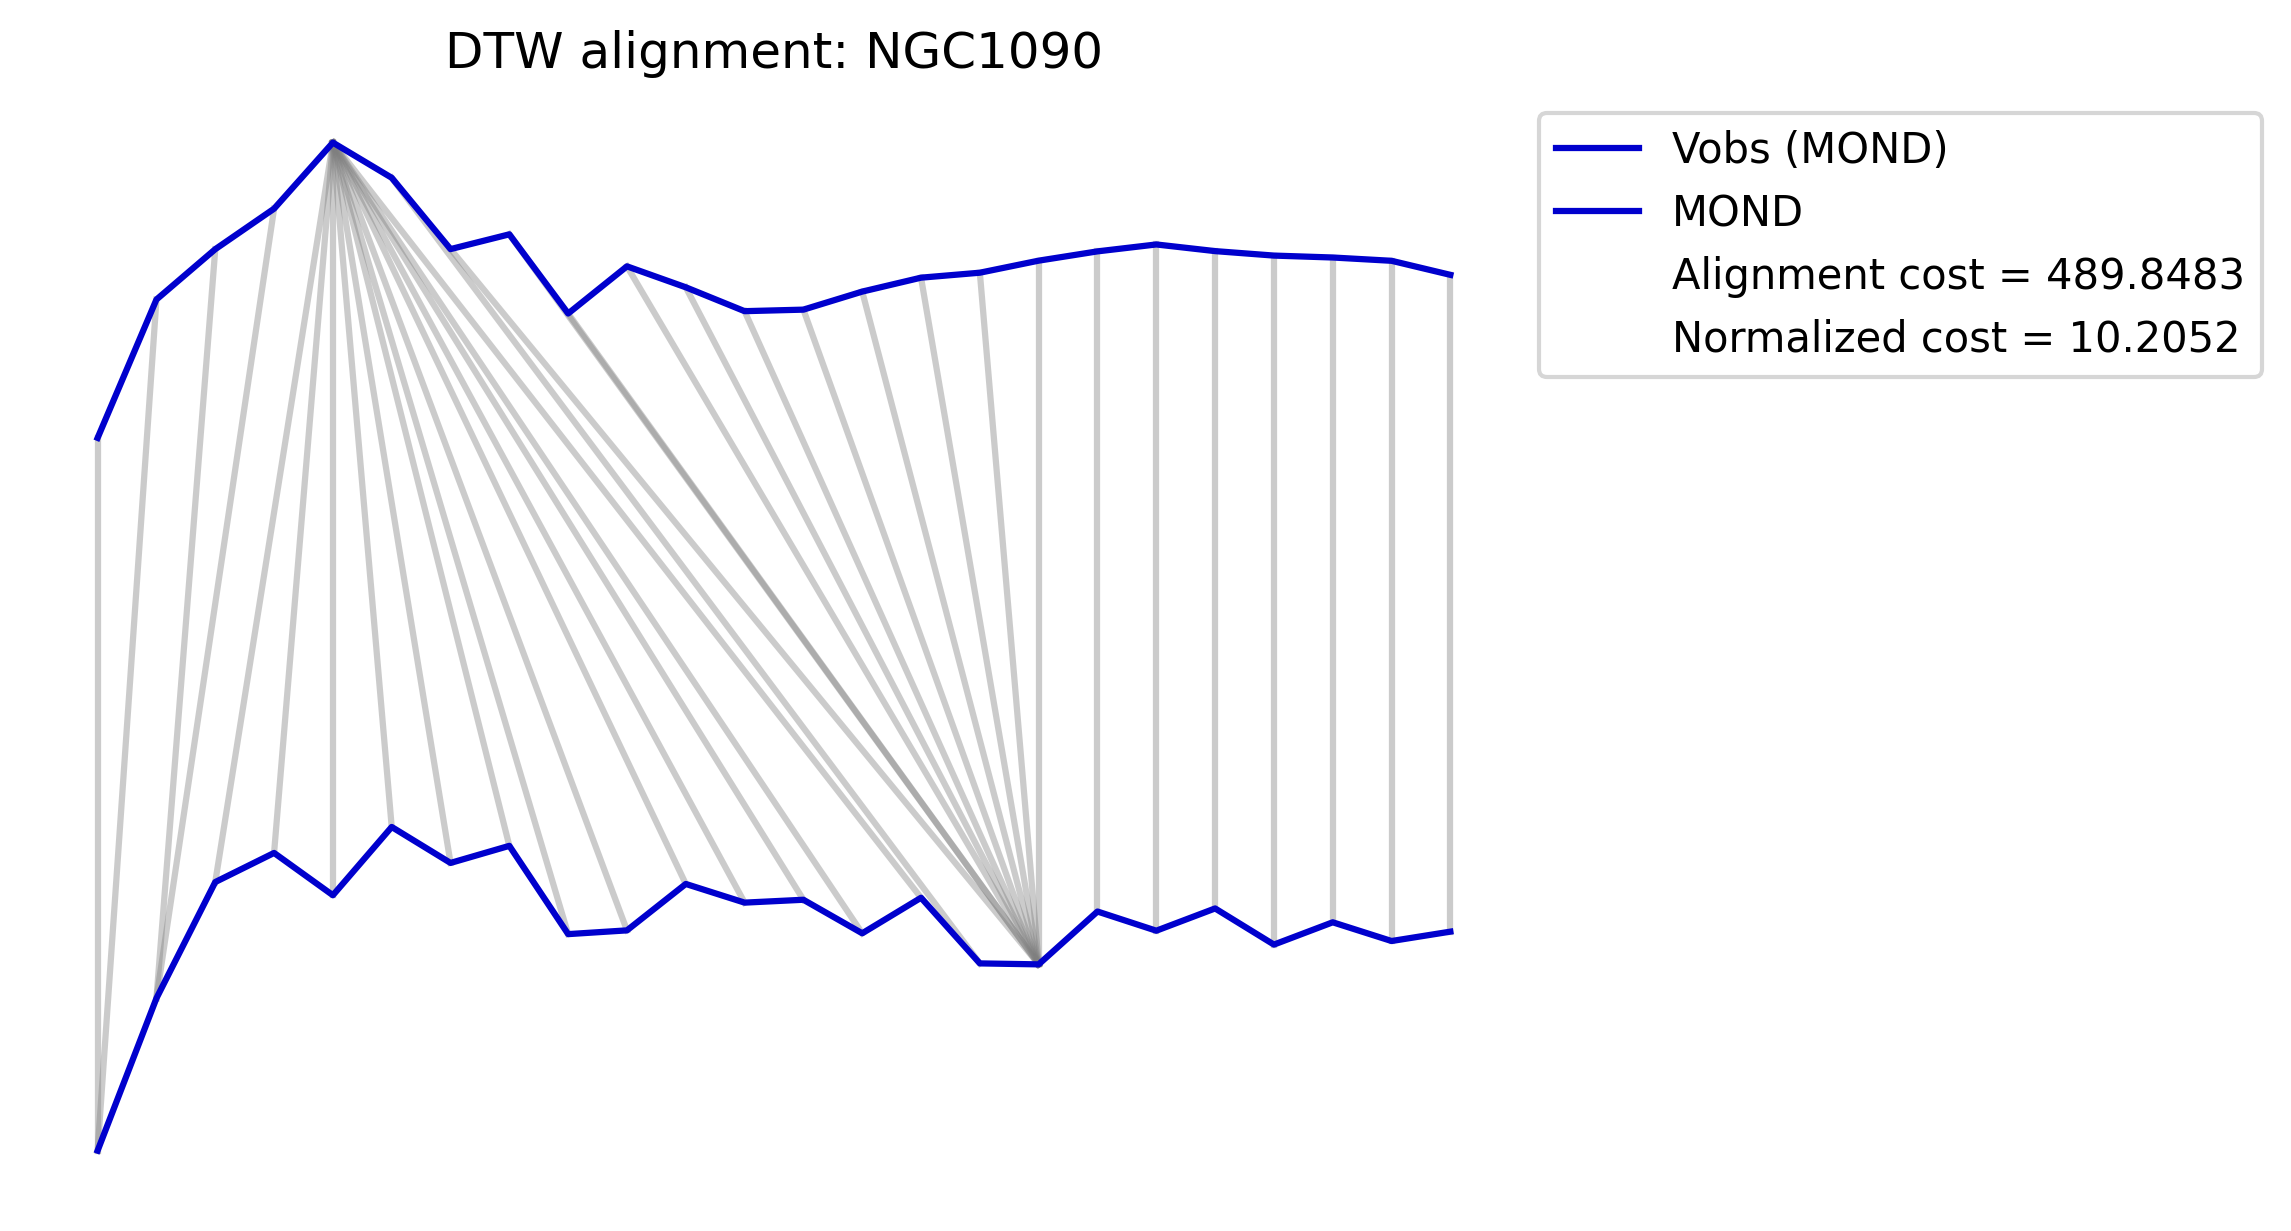 DTW alignment: NGC1090
Vobs (MOND)
MOND
Alignment cost = 489.8483
Normalized cost = 10.2052